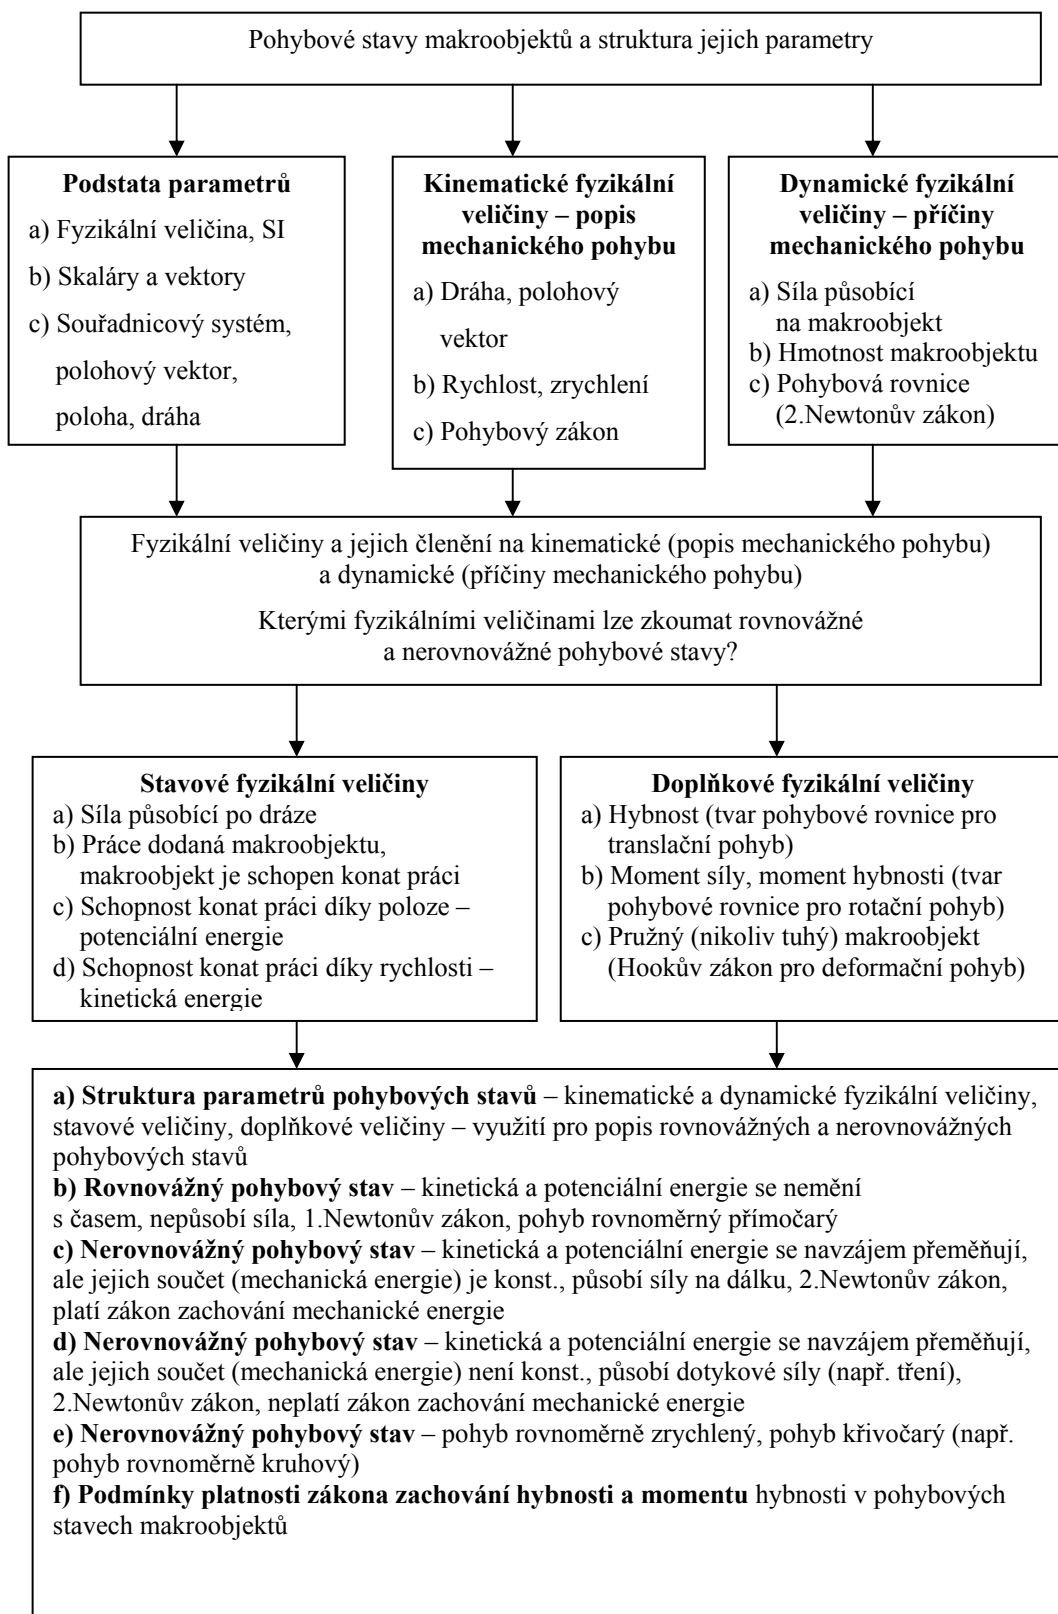 Pohybové stavy makroobjektů a struktura jejich parametry
Podstata parametrů
a) Fyzikální veličina, SI
b) Skaláry a vektory
c) Souřadnicový systém,
polohový vektor,
poloha, dráha
Kinematické fyzikální
veličiny – popis
mechanického pohybu
a) Dráha, polohový
vektor
b) Rychlost, zrychlení
c) Pohybový zákon
Dynamické fyzikální
veličiny – příčiny
mechanického pohybu
a) Síla působící
na makroobjekt
b) Hmotnost makroobjektu
c) Pohybová rovnice
(2.Newtonův zákon)
Fyzikální veličiny a jejich členění na kinematické (popis mechanického pohybu)
a dynamické (příčiny mechanického pohybu)
Kterými fyzikálními veličinami lze zkoumat rovnovážné
a nerovnovážné pohybové stavy?
Stavové fyzikální veličiny
a) Síla působící po dráze
b) Práce dodaná makroobjektu,
makroobjekt je schopen konat práci
c) Schopnost konat práci díky poloze –
potenciální energie
d) Schopnost konat práci díky rychlosti –
kinetická energie
Doplňkové fyzikální veličiny
a) Hybnost (tvar pohybové rovnice pro
translační pohyb)
b) Moment síly, moment hybnosti (tvar
pohybové rovnice pro rotační pohyb)
c) Pružný (nikoliv tuhý) makroobjekt
(Hookův zákon pro deformační pohyb)
a) Struktura parametrů pohybových stavů – kinematické a dynamické fyzikální veličiny,
stavové veličiny, doplňkové veličiny – využití pro popis rovnovážných a nerovnovážných
pohybových stavů
b) Rovnovážný pohybový stav – kinetická a potenciální energie se nemění
s časem, nepůsobí síla, 1.Newtonův zákon, pohyb rovnoměrný přímočarý
c) Nerovnovážný pohybový stav – kinetická a potenciální energie se navzájem přeměňují,
ale jejich součet (mechanická energie) je konst., působí síly na dálku, 2.Newtonův zákon,
platí zákon zachování mechanické energie
d) Nerovnovážný pohybový stav – kinetická a potenciální energie se navzájem přeměňují,
ale jejich součet (mechanická energie) není konst., působí dotykové síly (např. tření),
2.Newtonův zákon, neplatí zákon zachování mechanické energie
e) Nerovnovážný pohybový stav – pohyb rovnoměrně zrychlený, pohyb křivočarý (např.
pohyb rovnoměrně kruhový)
f) Podmínky platnosti zákona zachování hybnosti a momentu hybnosti v pohybových
stavech makroobjektů